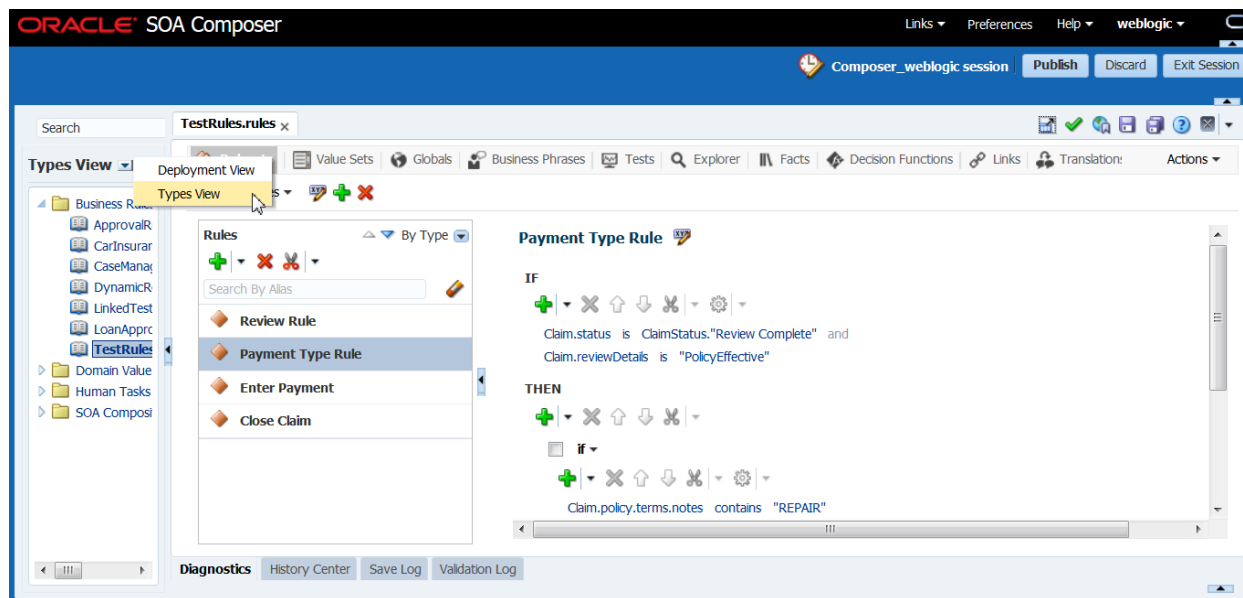 ORACLE SOA Composer
Links Preferences Help weblogic
Composer_weblogic session Publish Discard Exit Session
Search
TestRules.rules
Types View
Deployment View
Types View
Value Sets Globals Business Phrases Tests Explorer Facts Decision Functions Links Translation: Actions
Business
ApprovalR
CarInsurar
CaseManag
DynamicR
LinkedTest
LoanAppro
TestRules
Domain Value
Human Tasks
SOA Composi
Rules By Type
Search By Alias
Review Rule
Payment Type Rule
Enter Payment
Close Claim
Payment Type Rule
IF
Claim.status is ClaimStatus."Review Complete" and
Claim.reviewDetails is "PolicyEffective"
THEN
if
Claim.policy.terms.notes contains "REPAIR"
Diagnostics History Center Save Log Validation Log